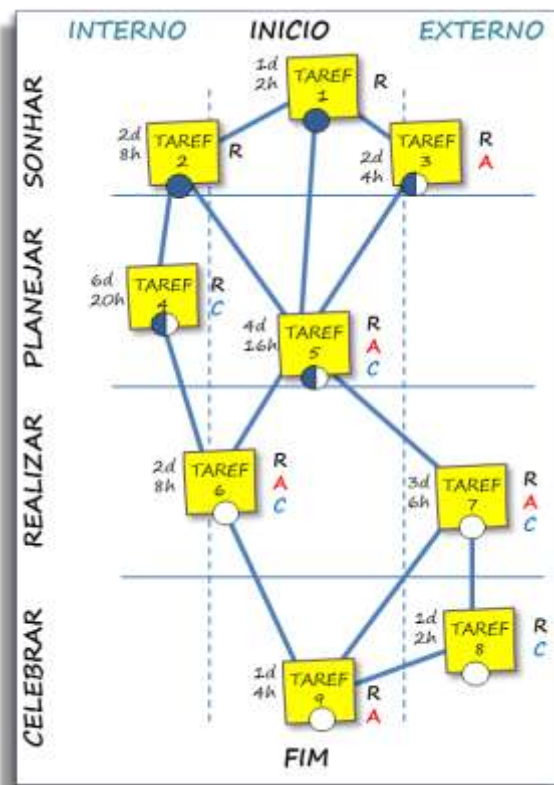 INTERNO INICIO EXTERNO
SONHAR
1d
2h
TAREF
1
R
2d
8h
TAREF
2
R
TAREF
3
2d
4h
R
A
PLANEJAR
6d
20h
TAREF
4
R
C
4d
16h
TAREF
5
R
A
C
REALIZAR
2d
8h
TAREF
6
R
A
C
3d
6h
TAREF
7
R
A
C
CELEBRAR
1d
2h
TAREF
8
R
C
1d
4h
TAREF
9
R
A
FIM